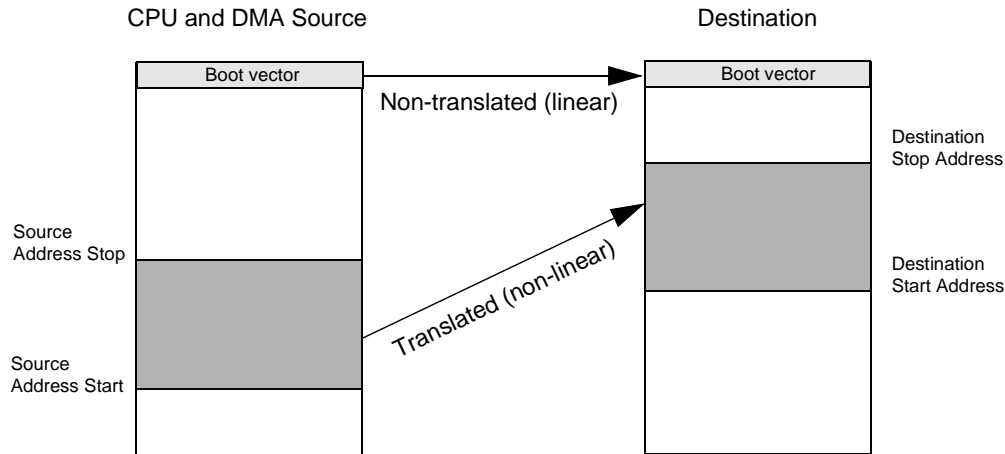 CPU and DMA Source
Destination
Boot vector
Boot vector
Non-translated (linear)
Destination
Stop Address
Source
Address Stop
Translated (non-linear)
Destination
Start Address
Source
Address Start